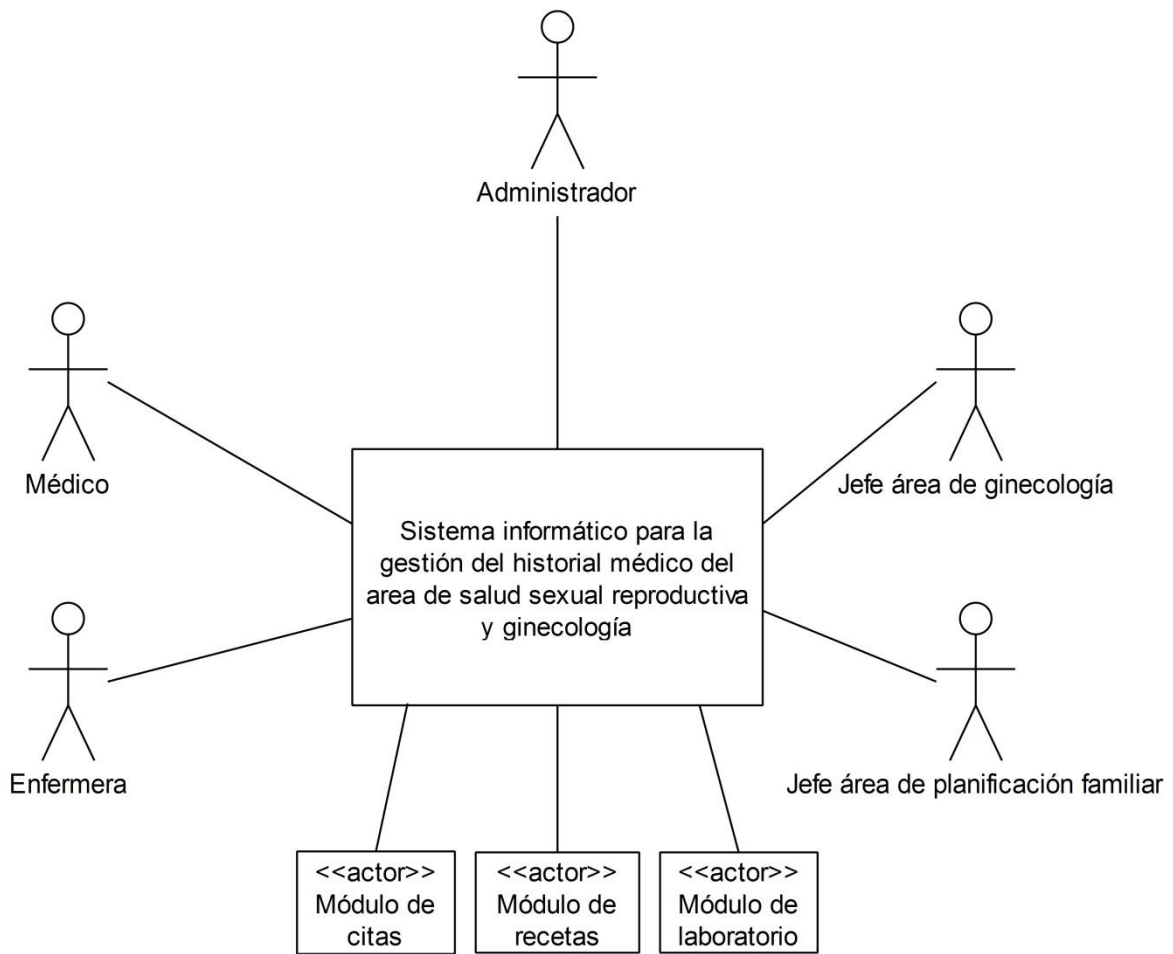 Administrador
Médico
Jefe área de ginecología
Sistema informático para la
gestión del historial médico del
area de salud sexual reproductiva
y ginecología
Enfermera
Jefe área de planificación familiar
<<actor>>
Módulo de
citas
<<actor>>
Módulo de
recetas
<<actor>>
Módulo de
laboratorio